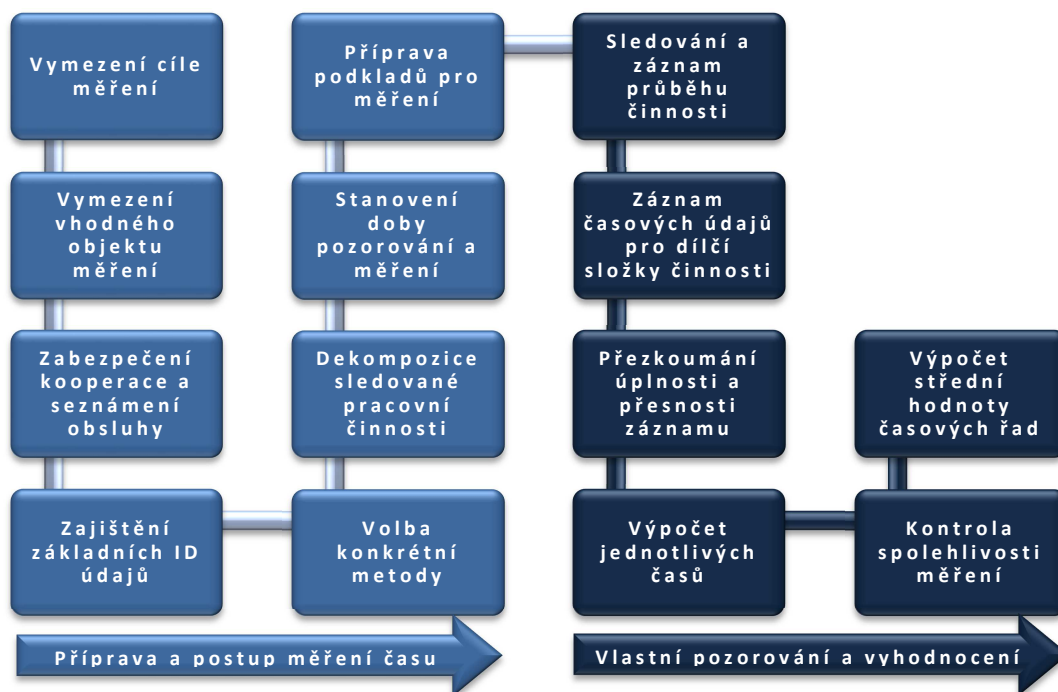 Vymezení cíle
měření
Vymezení
vhodného
objektu
měření
Zabezpečení
kooperace a
seznámení
obsluhy
Zajištění
základních ID
údajů
Volba
konkrétní
metody
Dekompozice
sledované
pracovní
činnosti
Stanovení
doby
pozorování a
měření
Příprava
podkladů pro
měření
Sledování a
záznam
průběhu
činnosti
Záznam
časových údajů
pro dílčí
složky činnosti
Přezkoumání
úplnosti a
přesnosti
záznamu
Výpočet
jednotlivých
časů
Kontrola
spolehlivosti
měření
Výpočet
střední
hodnoty
časových řad
Příprava a postup měření času
Vlastní pozorování a vyhodnocení